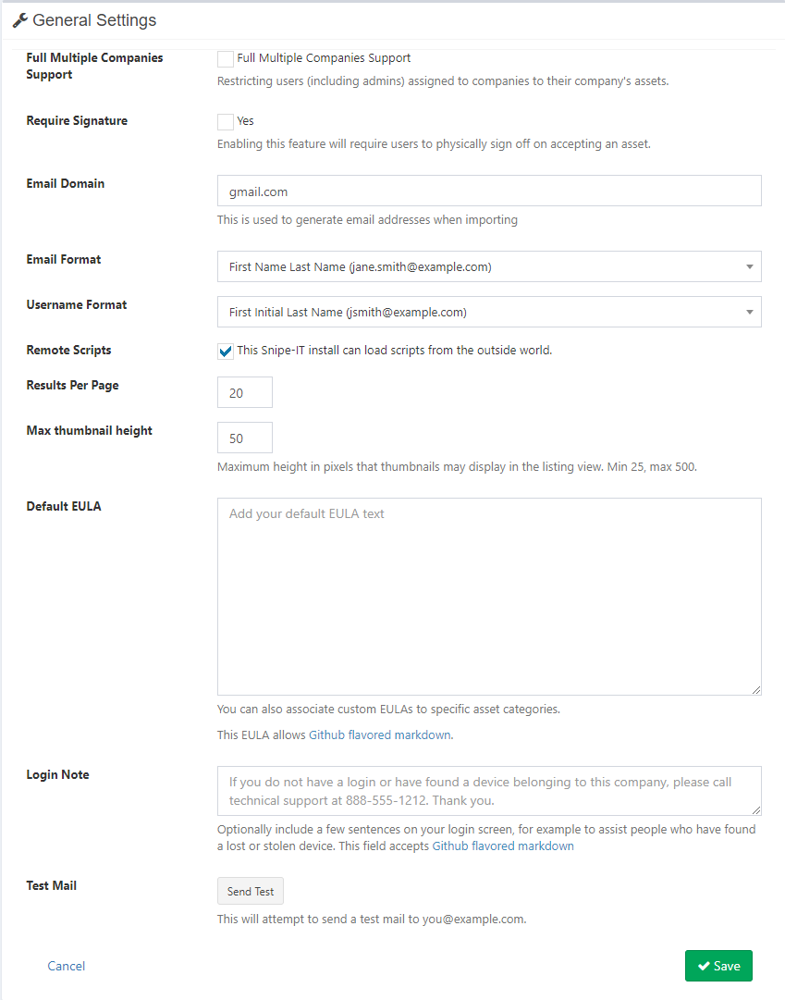 General Settings
Full Multiple Companies
Support
Full Multiple Companies Support
Restricting users (including admins) assigned to companies to their company's assets.
Require Signature
Yes
Enabling this feature will require users to physically sign off on accepting an asset.
Email Domain
gmail.com
This is used to generate email addresses when importing
Email Format
First Name Last Name (jane.smith@example.com)
Username Format
First Initial Last Name (jsmith@example.com)
Remote Scripts
This Snipe-IT install can load scripts from the outside world.
Results Per Page
20
Max thumbnail height
50
Maximum height in pixels that thumbnails may display in the listing view. Min 25, max 500.
Default EULA
Add your default EULA text
You can also associate custom EULAs to specific asset categories.
This EULA allows Github flavored markdown.
Login Note
If you do not have a login or have found a device belonging to this company, please call
technical support at 888-555-1212. Thank you.
Optionally include a few sentences on your login screen, for example to assist people who have found
a lost or stolen device. This field accepts Github flavored markdown
Test Mail
Send Test
This will attempt to send a test mail to you@example.com.
Cancel
Save